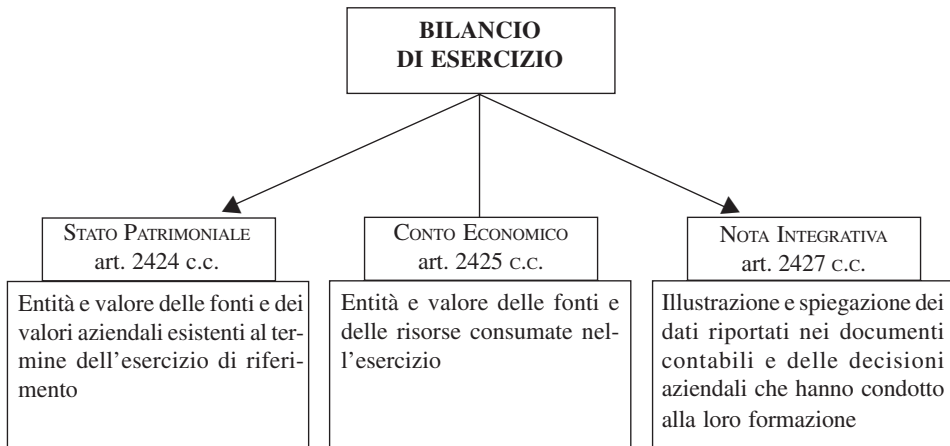 BILANCIO
DI ESERCIZIO
STATO PATRIMONIALE
art. 2424 c.c.
Entità e valore delle fonti e dei
valori aziendali esistenti al ter-
mine dell’esercizio di riferi-
mento
CONTO ECONOMICO
art. 2425 C.C.
Entità e valore delle fonti e
delle risorse consumate nel-
l’esercizio
NOTA INTEGRATIVA
art. 2427 C.C.
Illustrazione e spiegazione dei
dati riportati nei documenti
contabili e delle decisioni
aziendali che hanno condotto
alla loro formazione